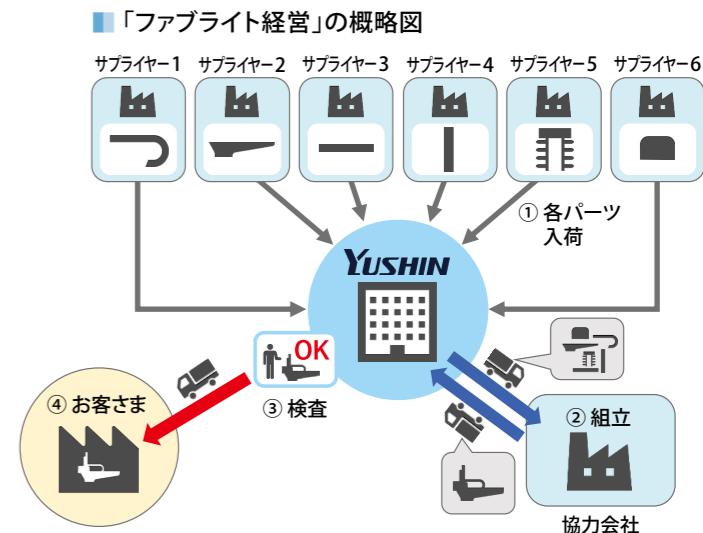 「ファブライト経営」の概略図
サプライヤー1 サプライヤー2 サプライヤー3 サプライヤー4 サプライヤー5 サプライヤー6
① 各パーツ
入荷
YUSHIN
OK
③ 検査
④ お客さま
② 組立
協力会社